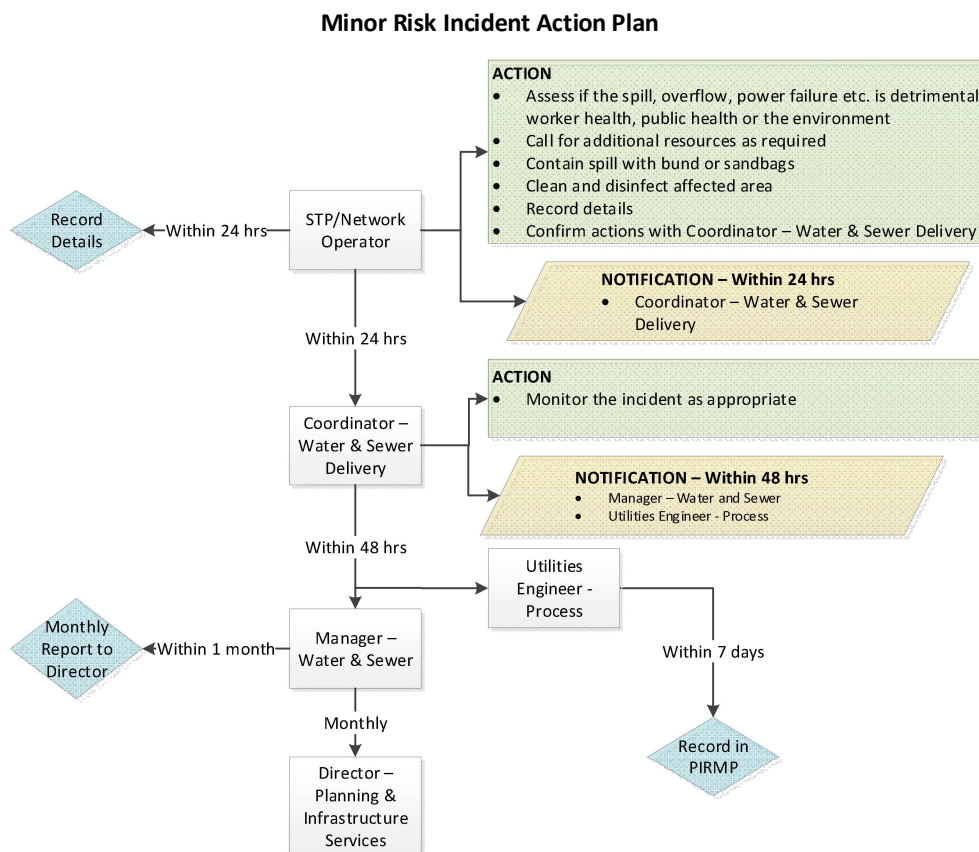 Minor Risk Incident Action Plan
ACTION
• Assess if the spill, overflow, power failure etc. is detrimental
worker health, public health or the environment
• Call for additional resources as required
• Contain spill with bund or sandbags
• Clean and disinfect affected area
• Record details
• Confirm actions with Coordinator – Water & Sewer Delivery
Record
Details
Within 24 hrs
STP/Network
Operator
NOTIFICATION – Within 24 hrs
• Coordinator – Water & Sewer
Delivery
Within 24 hrs
ACTION
• Monitor the incident as appropriate
Coordinator –
Water & Sewer
Delivery
NOTIFICATION – Within 48 hrs
• Manager – Water and Sewer
• Utilities Engineer - Process
Within 48 hrs
Utilities
Engineer -
Process
Monthly
Report to
Director
Within 1 month
Manager –
Water & Sewer
Within 7 days
Monthly
Record in
PIRMP
Director –
Planning &
Infrastructure
Services